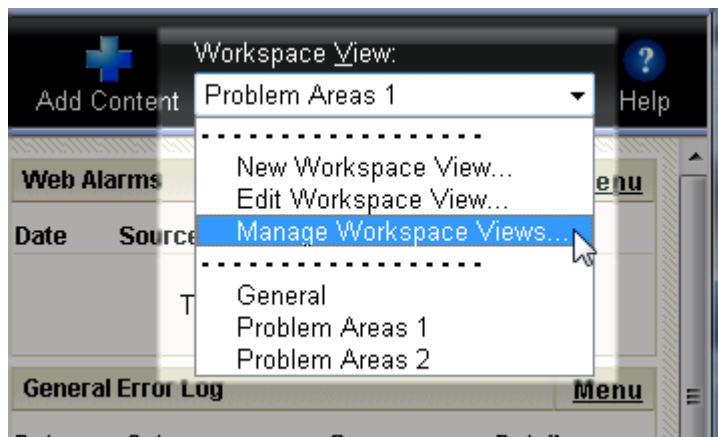 Workspace View:
Add Content
Problem Areas 1
Help
- - - - - - - - - - - - - - - - - -
New Workspace View...
Edit Workspace View...
Manage Workspace Views...
- - - - - - - - - - - - - - - - - -
General
Problem Areas 1
Problem Areas 2
Web Alarms
Date Source
T
General Error Log Menu